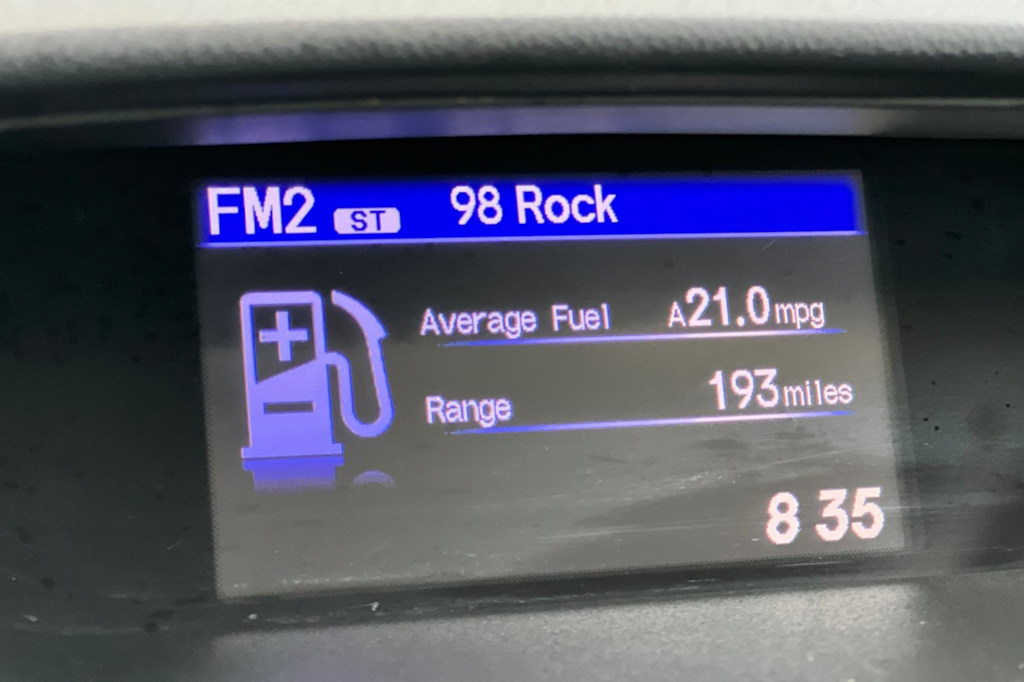 FM2 ST 98 Rock
Average Fuel A21.0mpg
Range 193miles
8 35